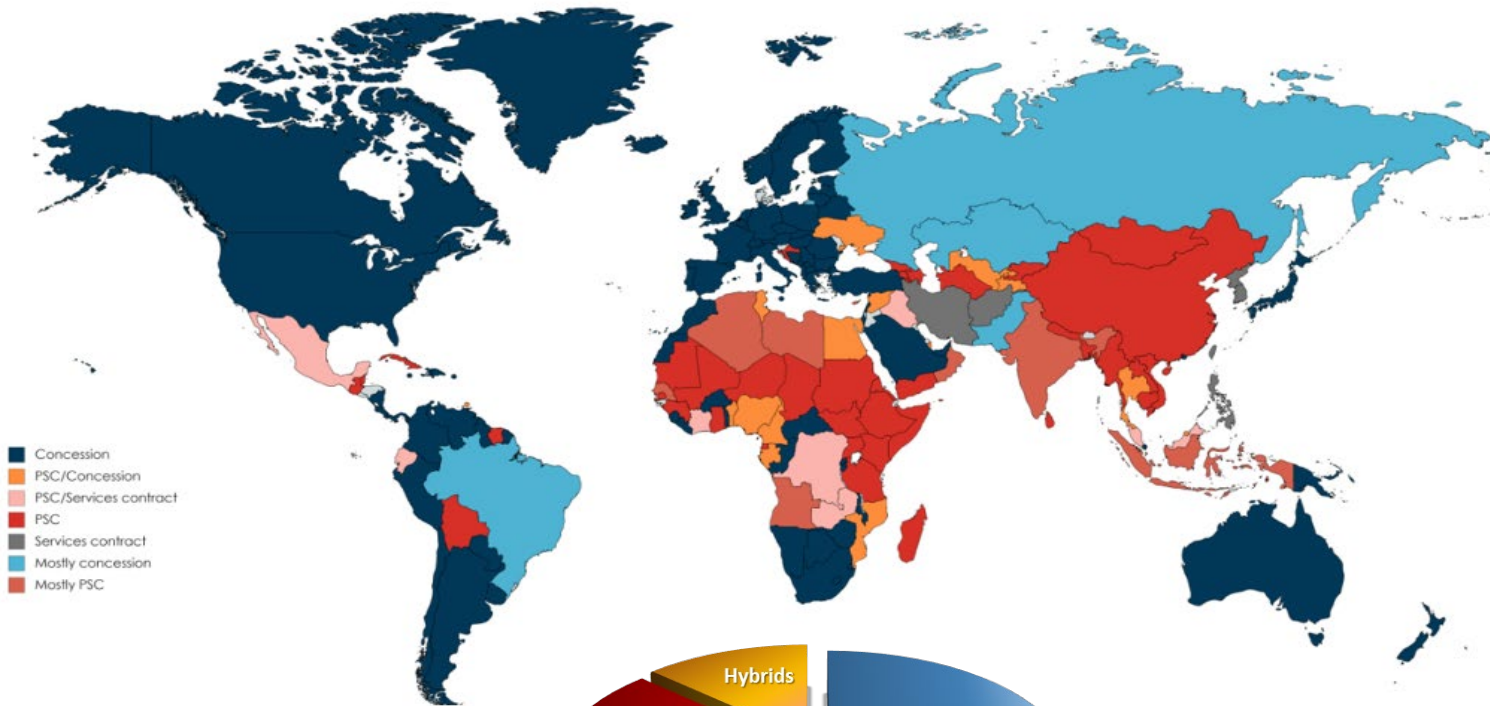 Concession
PSC/Concession
PSC/Services contract
PSC
Services contract
Mostly concession
Mostly PSC
Hybrids